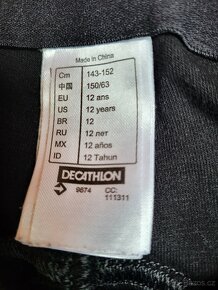 Made in China
Cm 143-152
中国 150/63
EU 12 ans
US 12 years
BR 12
RU 12 лет
MX 12 años
ID 12 Tahun
DECATHLON
9674 CC:
111311